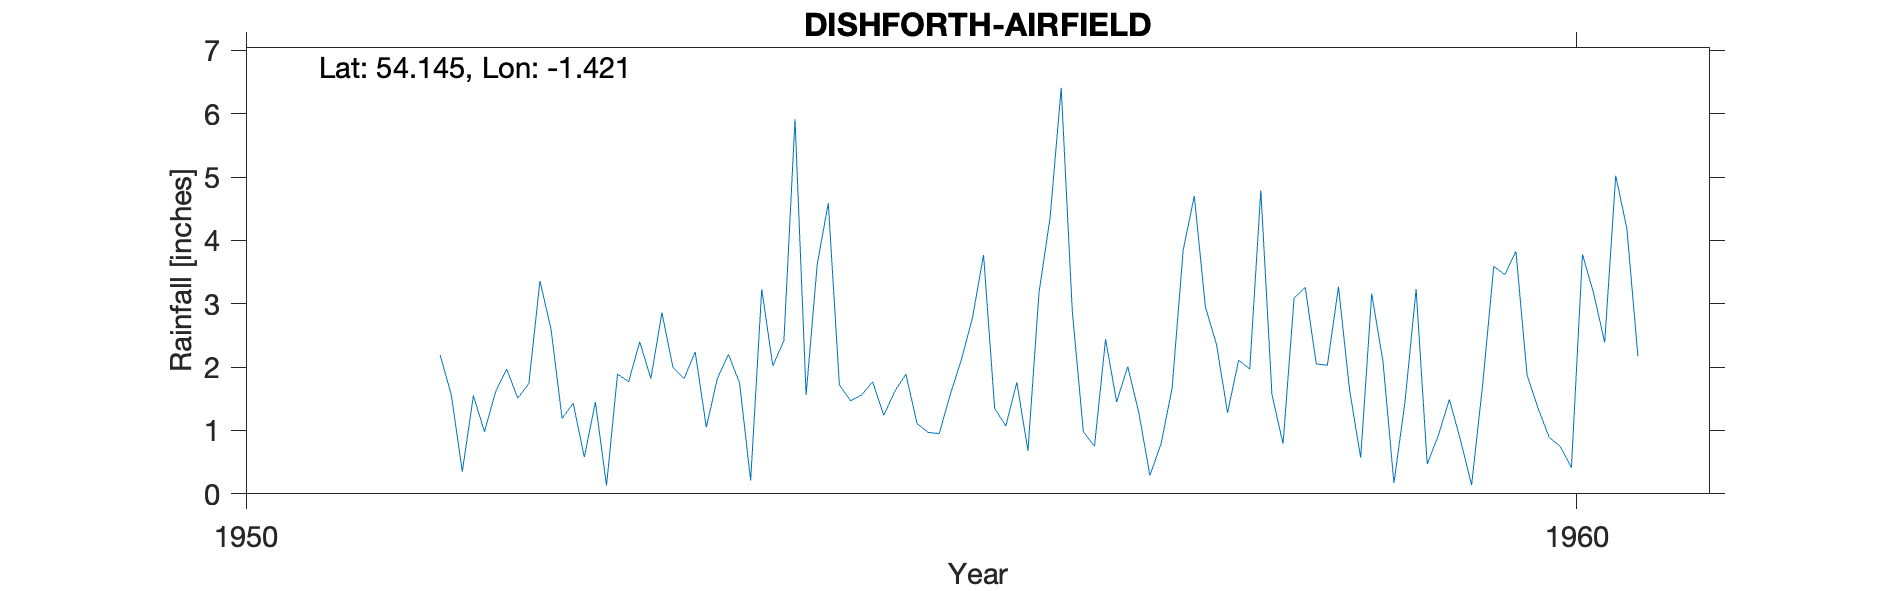 DISHFORTH-AIRFIELD
Lat: 54.145, Lon: -1.421
7
6
5
4
3
2
1
0
Rainfall [inches]
1950
1960
Year